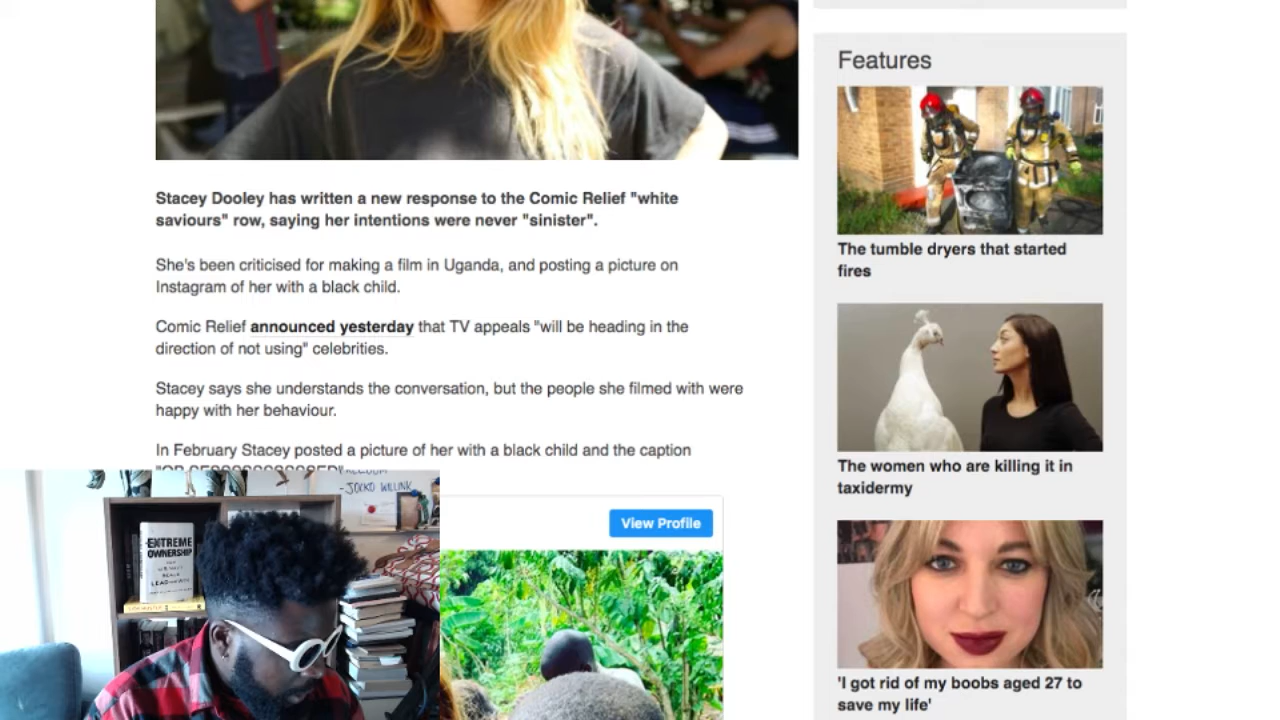 Features
Stacey Dooley has written a new response to the Comic Relief "white
saviours" row, saying her intentions were never "sinister".
She's been criticised for making a film in Uganda, and posting a picture on
Instagram of her with a black child.
Comic Relief announced yesterday that TV appeals "will be heading in the
direction of not using" celebrities.
Stacey says she understands the conversation, but the people she filmed with were
happy with her behaviour.
In February Stacey posted a picture of her with a black child and the caption
View Profile
The tumble dryers that started
fires
The women who are killing it in
taxidermy
'I got rid of my boobs aged 27 to
save my life'
- JOCKO WILLINK
EXTREME
OWNERSHIP